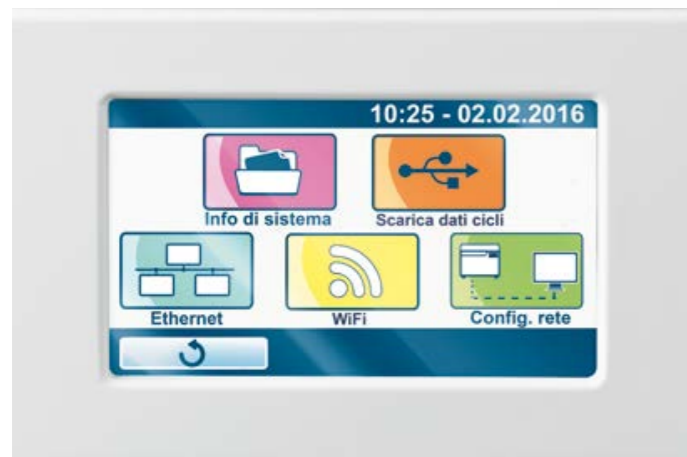 10:25 - 02.02.2016
Info di sistema
Scarica dati cicli
Ethernet
WiFi
Config. rete